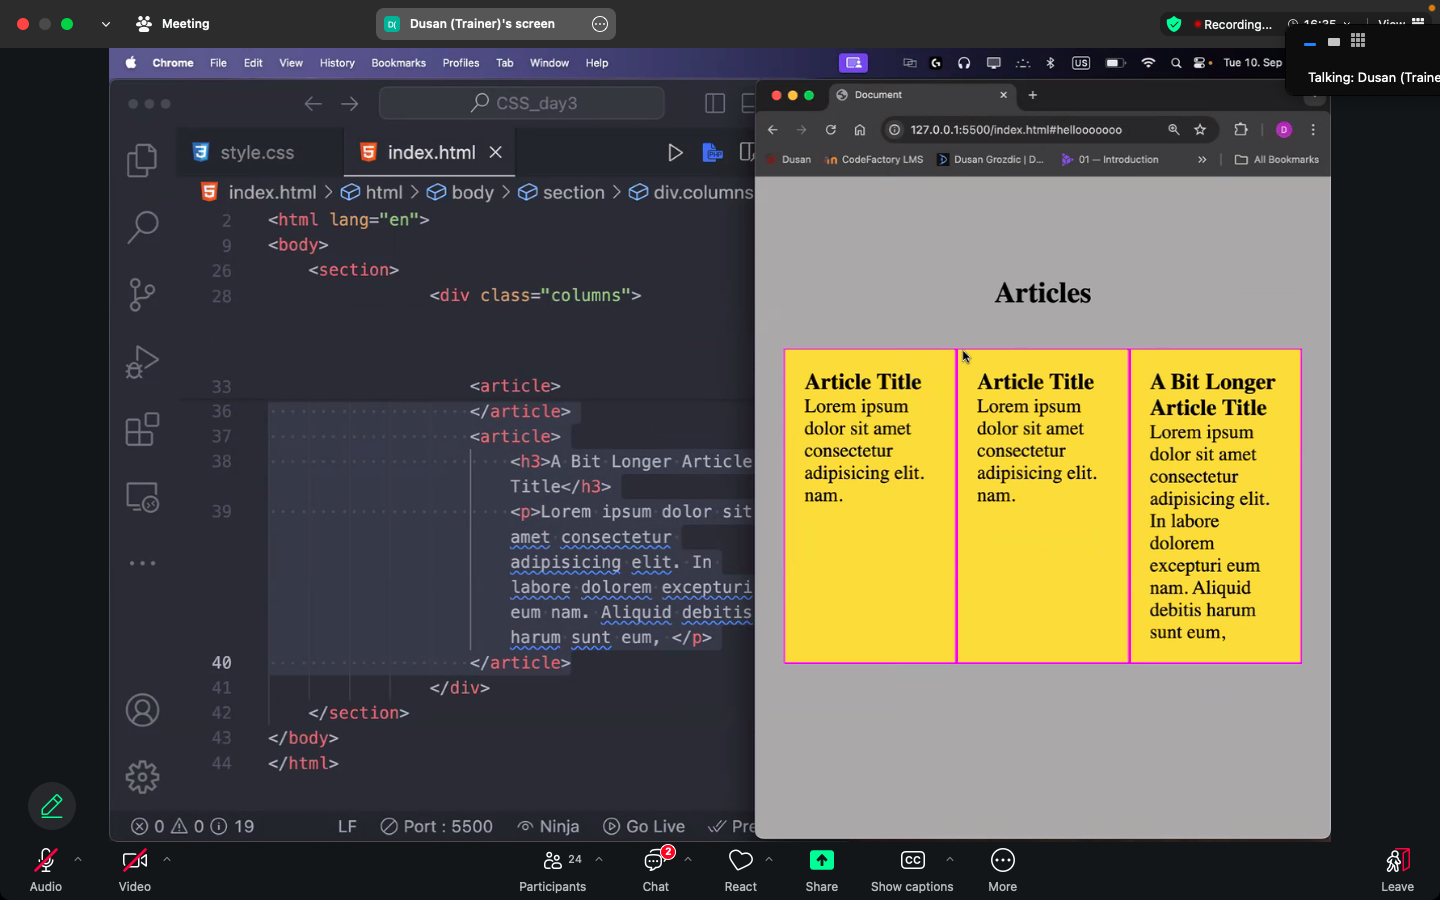 Meeting
D( Dusan (Trainer)'s screen
Recording...
View
Talking: Dusan (Traine
Chrome File Edit View History Bookmarks Profiles Tab Window Help
US
Tue 10. Sep
CSS_day3
style.css
index.html
index.html > html > body > section > div.columns
2 <html lang="en">
9 <body>
26 <section>
28 <div class="columns">
33 <article>
36 </article>
37 <article>
38 <h3>A Bit Longer Article
Title</h3>
39 <p>Lorem ipsum dolor sit
amet consectetur
adipisicing elit. In
labore dolorem excepturi
eum nam. Aliquid debitis
harum sunt eum, </p>
40 </article>
41 </div>
42 </section>
43 </body>
44 </html>
0 0 19 LF Port : 5500 Ninja Go Live Pre
Document
127.0.0.1:5500/index.html#hellooooooo
D
Dusan
CodeFactory LMS
Dusan Grozdic | D...
01 — Introduction
All Bookmarks
Articles
Article Title
Lorem ipsum
dolor sit amet
consectetur
adipisicing elit.
nam.
Article Title
Lorem ipsum
dolor sit amet
consectetur
adipisicing elit.
nam.
A Bit Longer
Article Title
Lorem ipsum
dolor sit amet
consectetur
adipisicing elit.
In labore
dolorem
excepturi eum
nam. Aliquid
debitis harum
sunt eum,
Audio
Video
24
Participants
2
Chat
React
Share
CC
Show captions
More
Leave